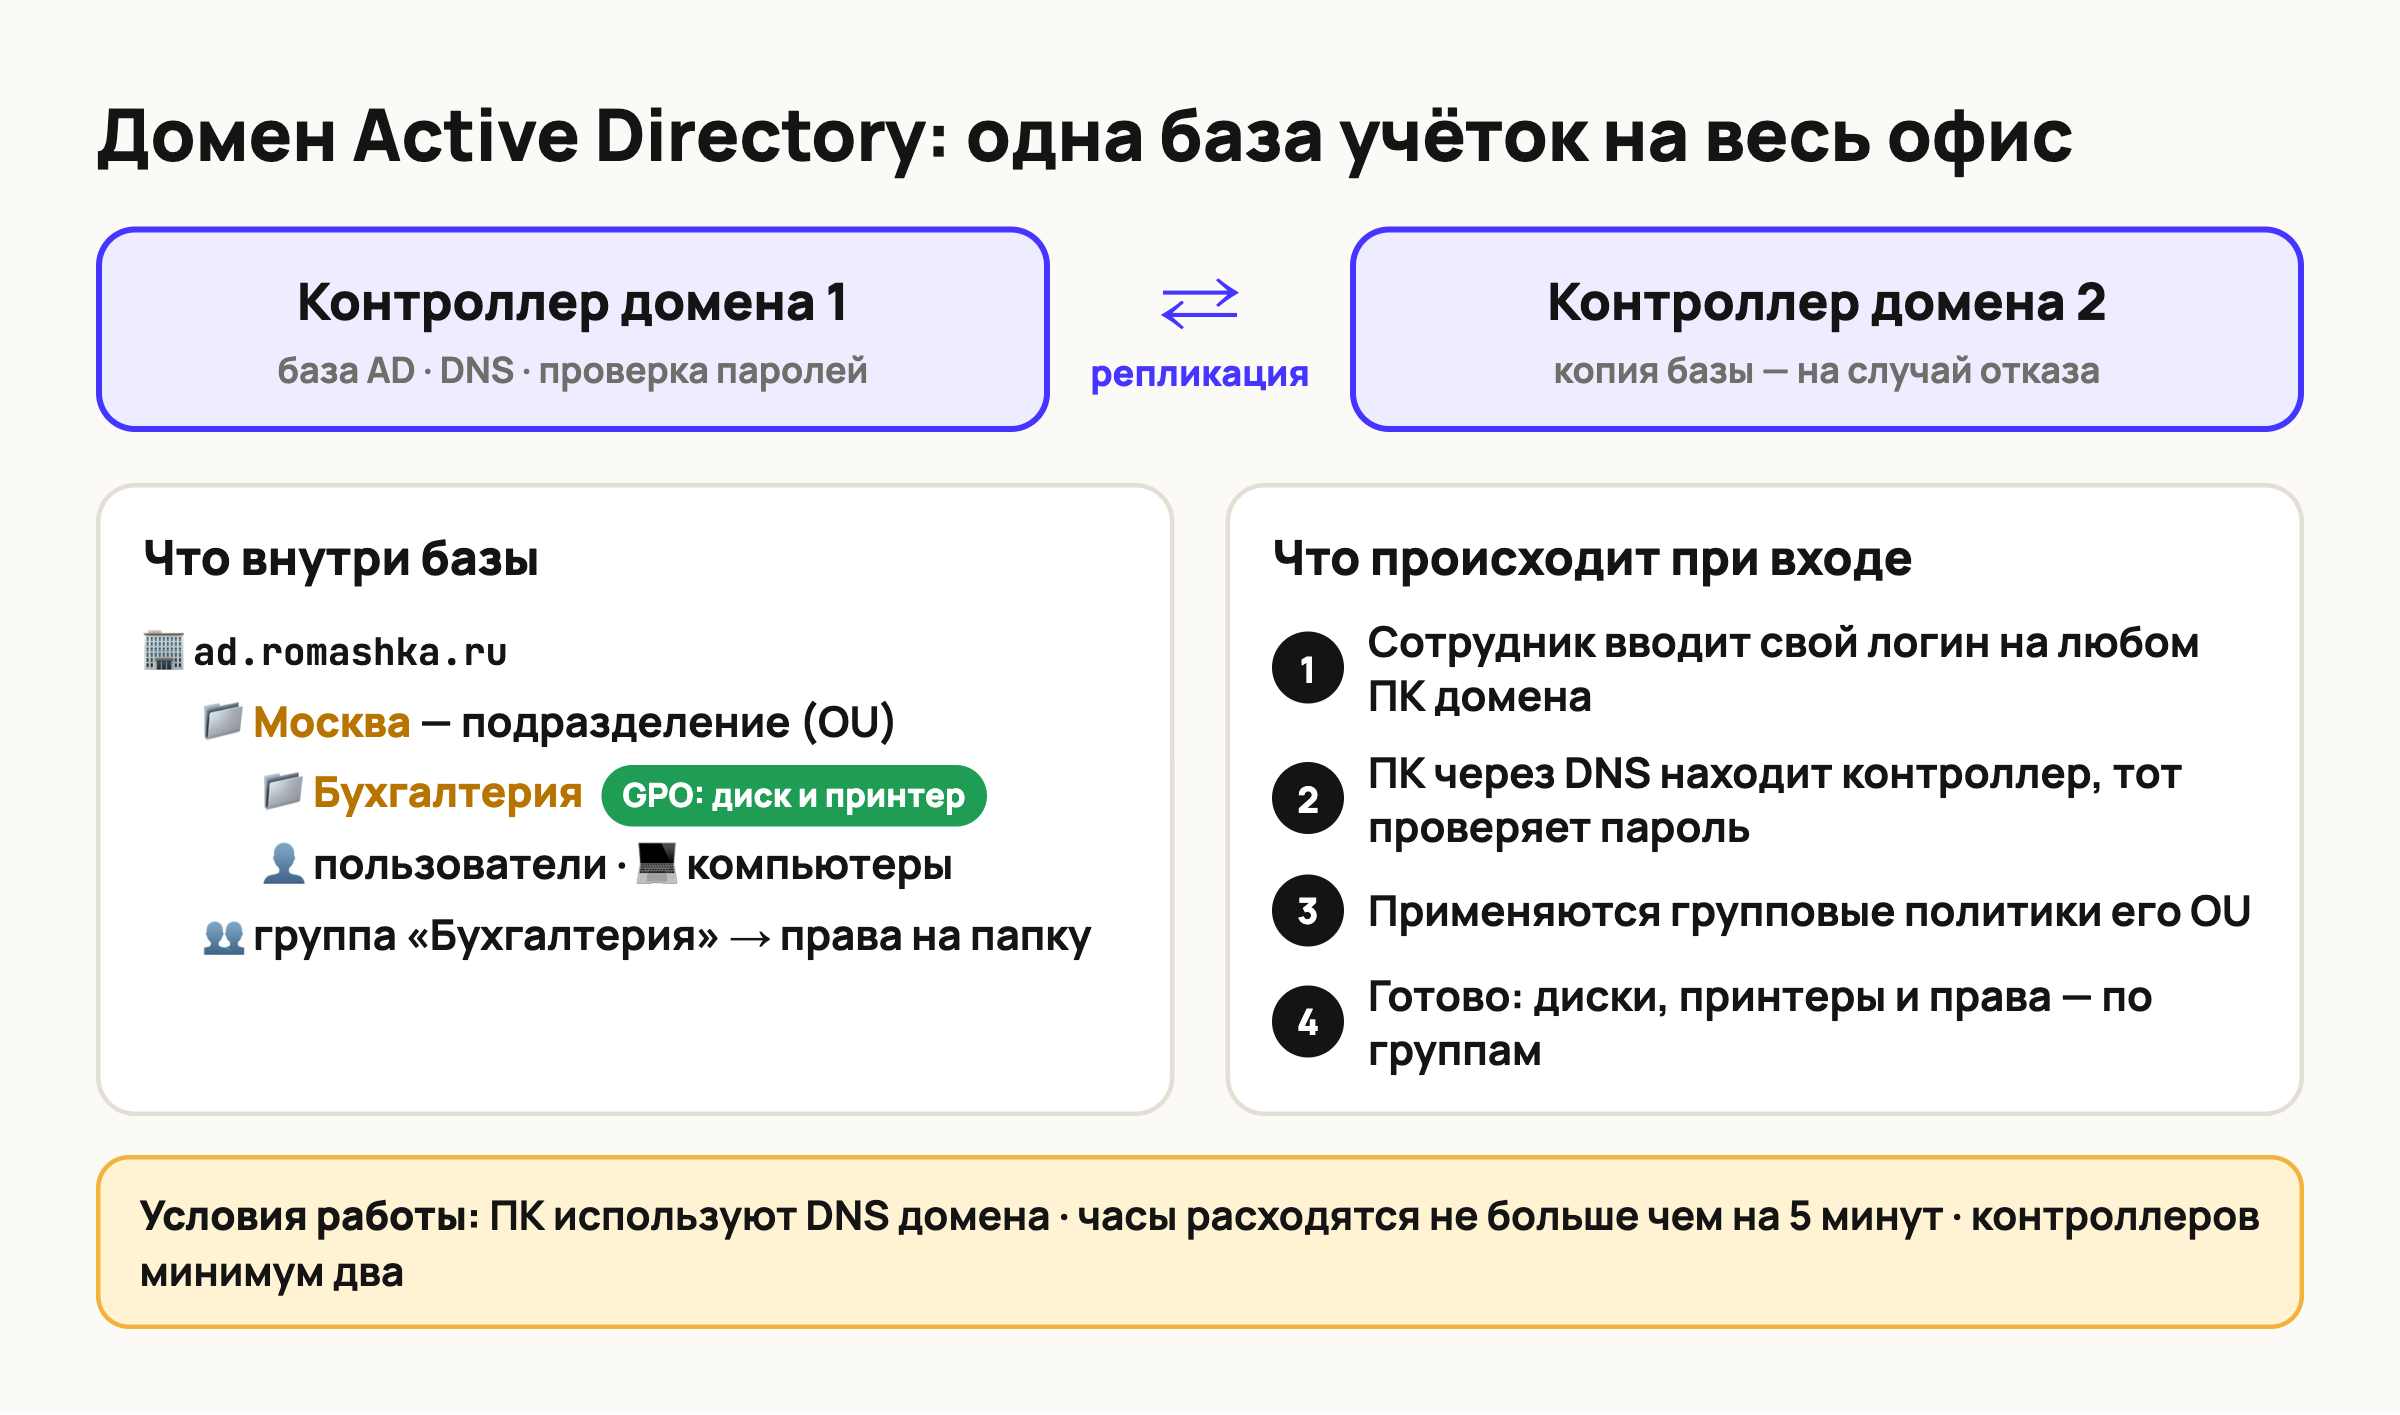 Домен Active Directory: одна база учёток на весь офис
Контроллер домена 1
база AD · DNS · проверка паролей
⇄
репликация
Контроллер домена 2
копия базы — на случай отказа
Что внутри базы
ad.romashka.ru
Москва — подразделение (OU)
Бухгалтерия GPO: диск и принтер
пользователи · компьютеры
группа «Бухгалтерия» → права на папку
Что происходит при входе
1 Сотрудник вводит свой логин на любом
ПК домена
2 ПК через DNS находит контроллер, тот
проверяет пароль
3 Применяются групповые политики его OU
4 Готово: диски, принтеры и права — по
группам
Условия работы: ПК используют DNS домена · часы расходятся не больше чем на 5 минут · контроллеров
минимум два